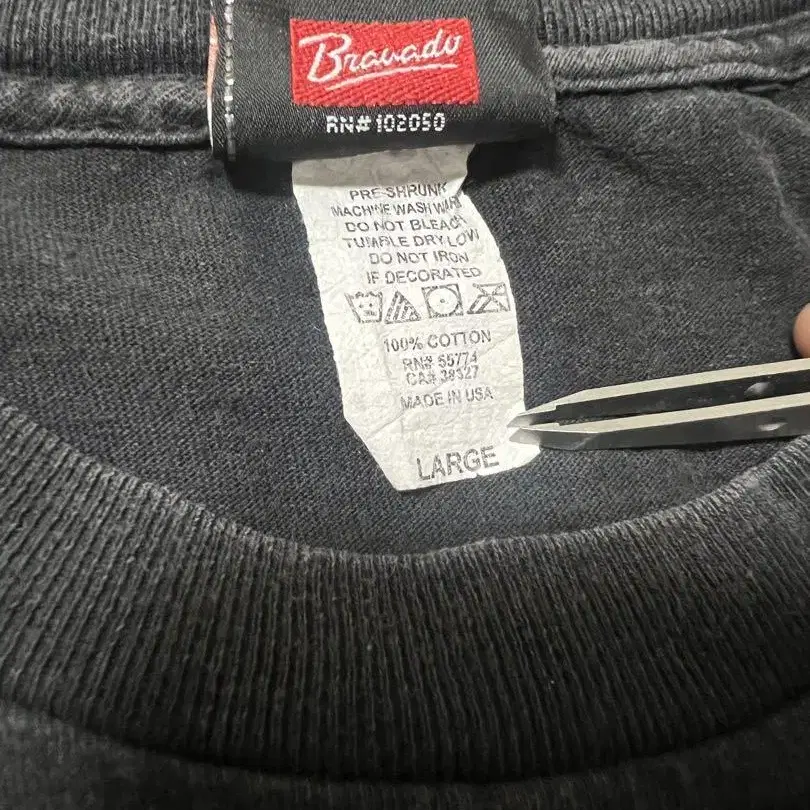 Bravado
RN# 102050
PRE-SHRUNK
MACHINE WASH WARM
DO NOT BLEACH
TUMBLE DRY LOW
DO NOT IRON
IF DECORATED
100% COTTON
RN# 55774
CA# 38327
MADE IN USA
LARGE